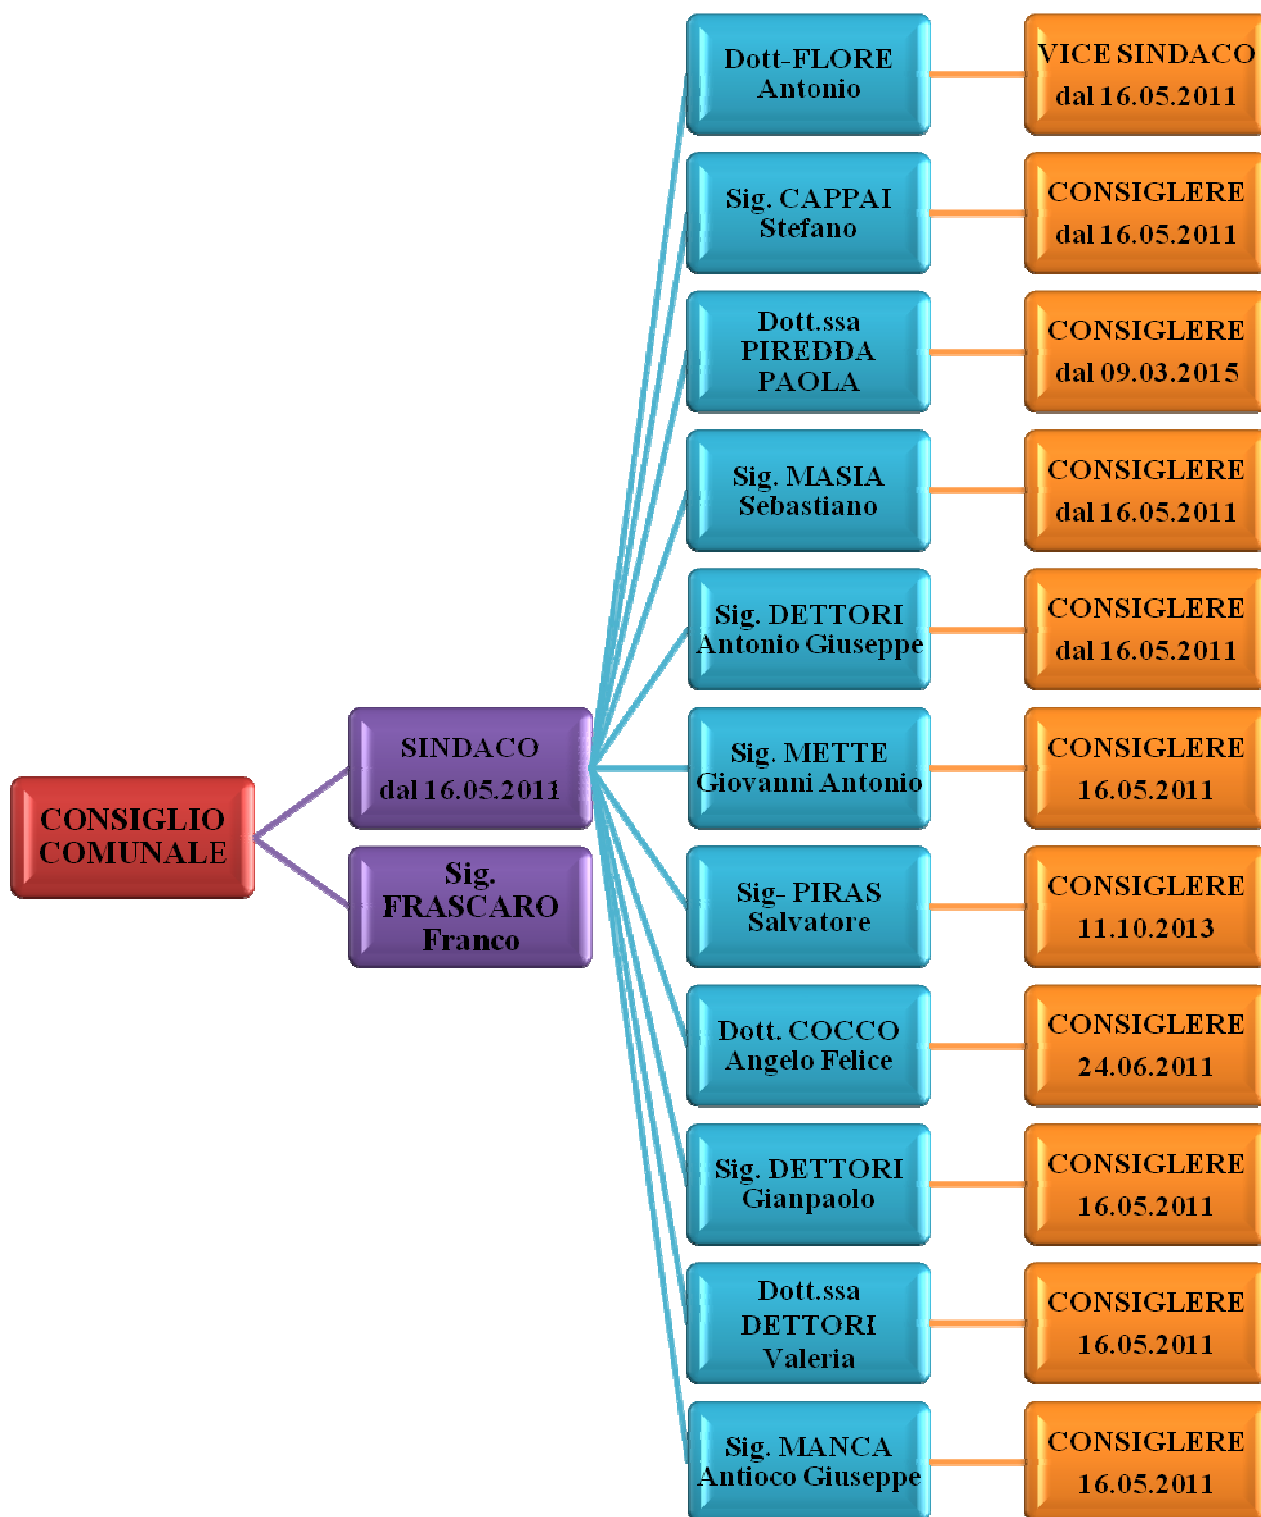 CONSIGLIO
COMUNALE
SINDACO
dal 16.05.2011
Sig.
FRASCARO
Franco
Dott-FLORE
Antonio
VICE SINDACO
dal 16.05.2011
Sig. CAPPAI
Stefano
CONSIGLERE
dal 16.05.2011
Dott.ssa
PIREDDA
PAOLA
CONSIGLERE
dal 09.03.2015
Sig. MASIA
Sebastiano
CONSIGLERE
dal 16.05.2011
Sig. DETTORI
Antonio Giuseppe
CONSIGLERE
dal 16.05.2011
Sig. METTE
Giovanni Antonio
CONSIGLERE
16.05.2011
Sig- PIRAS
Salvatore
CONSIGLERE
11.10.2013
Dott. COCCO
Angelo Felice
CONSIGLERE
24.06.2011
Sig. DETTORI
Gianpaolo
CONSIGLERE
16.05.2011
Dott.ssa
DETTORI
Valeria
CONSIGLERE
16.05.2011
Sig. MANCA
Antioco Giuseppe
CONSIGLERE
16.05.2011